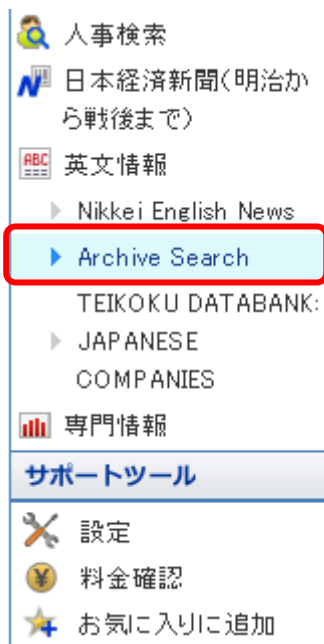 人事検索
日本経済新聞(明治か
ら戦後まで)
ABC
英文情報
Nikkei English News
Archive Search
TEIKOKU DATABANK:
JAPANESE
COMPANIES
専門情報
サポートツール
設定
料金確認
お気に入りに追加